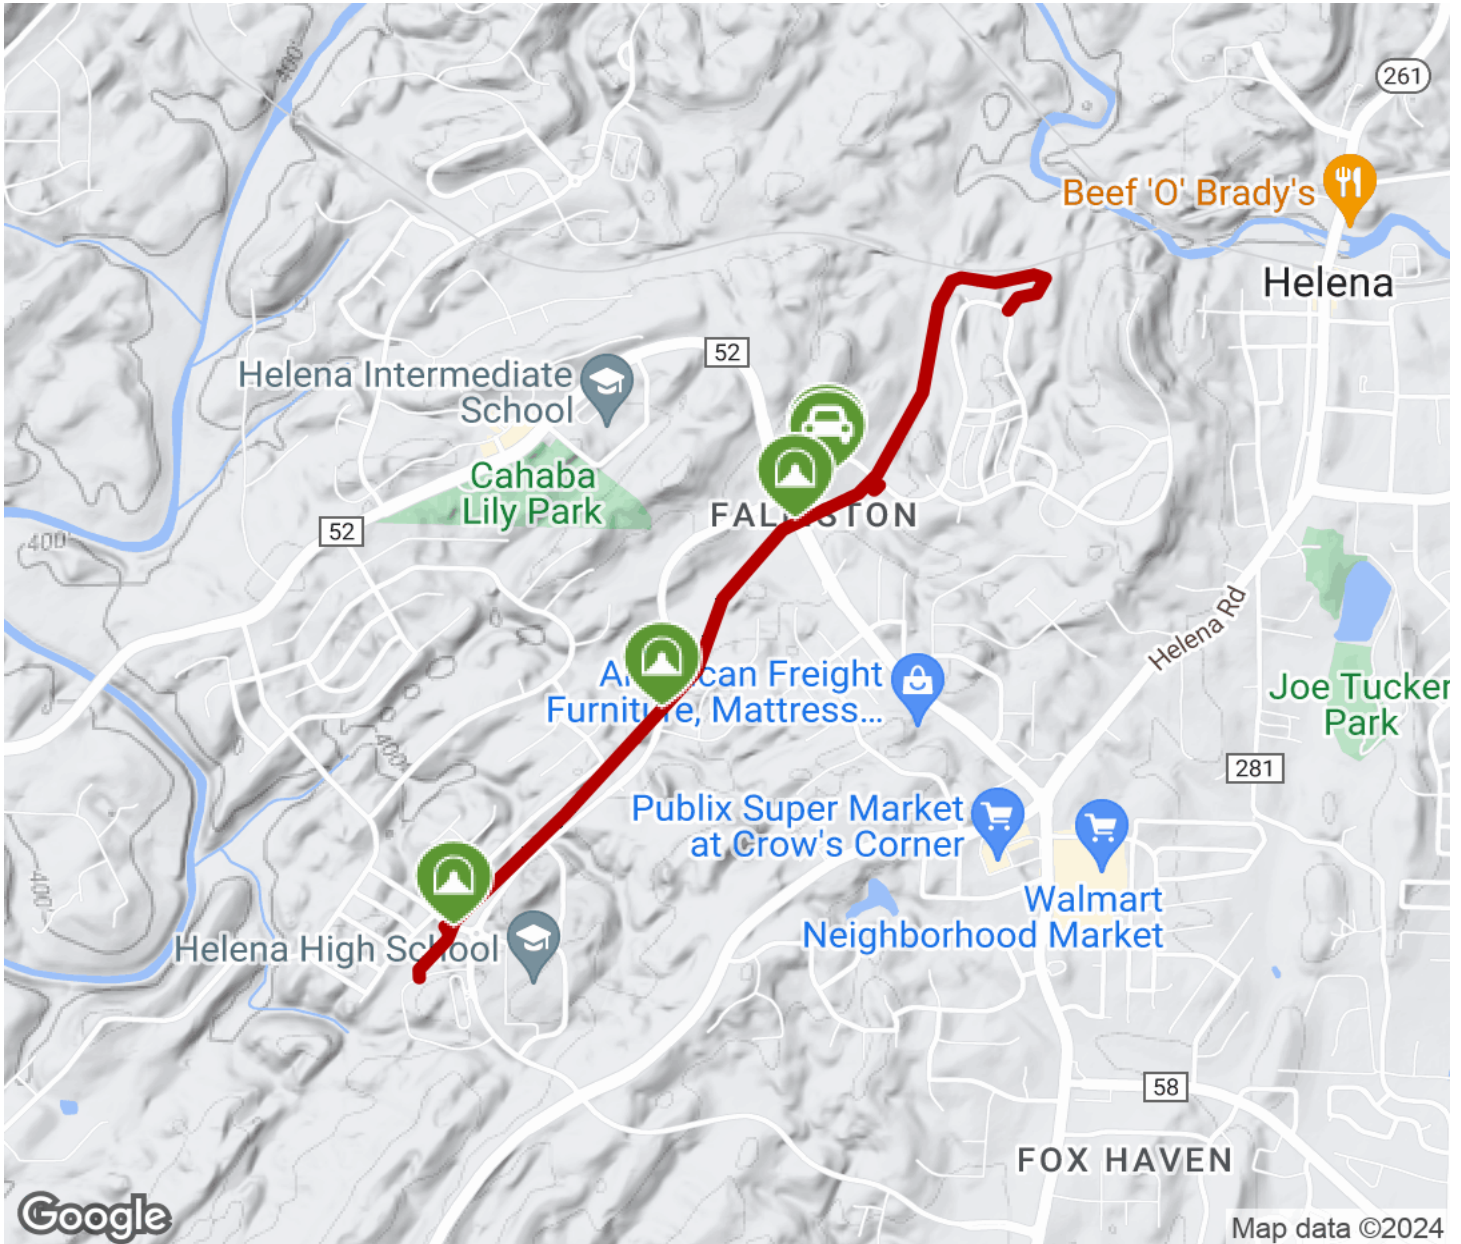 400'
261
Beef 'O' Brady's
Helena
52
Helena Intermediate
School
Cahaba
Lily Park
52
400'
Helena Rd
can Freight
Furniture, Mattress...
Joe Tucker
Park
400'
281
Publix Super Market
at Crow's Corner
400'
Walmart
Neighborhood Market
Helena High School
58
FOX HAVEN
Google
Map data ©2024